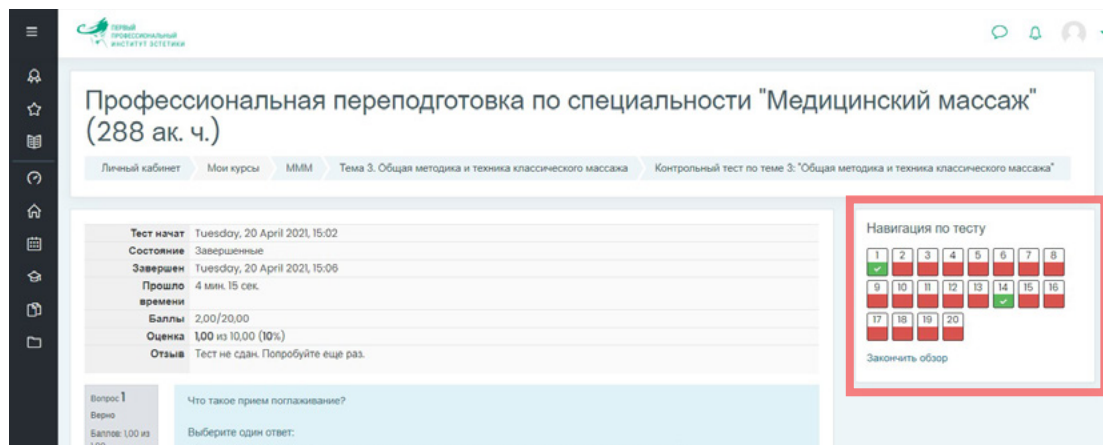 ПЕРВЫЙ
ПРОФЕССИОНАЛЬНЫЙ
ИНСТИТУТ ЭСТЕТИКИ
Профессиональная переподготовка по специальности "Медицинский массаж"
(288 ак. ч.)
Личный кабинет Мои курсы МММ Тема 3. Общая методика и техника классического массажа Контрольный тест по теме 3: "Общая методика и техника классического массажа"
Тест начат Tuesday, 20 April 2021, 15:02
Состояние Завершенные
Завершен Tuesday, 20 April 2021, 15:06
Прошло 4 мин. 15 сек.
времени
Баллы 2,00/20,00
Оценка 1,00 из 10,00 (10%)
Отзыв Тест не сдан. Попробуйте еще раз.
Вопрос 1
Верно
Баллов: 1,00 из
1,00
Что такое прием поглаживание?
Выберите один ответ:
Навигация по тесту
1 2 3 4 5 6 7 8
9 10 11 12 13 14 15 16
17 18 19 20
Закончить обзор